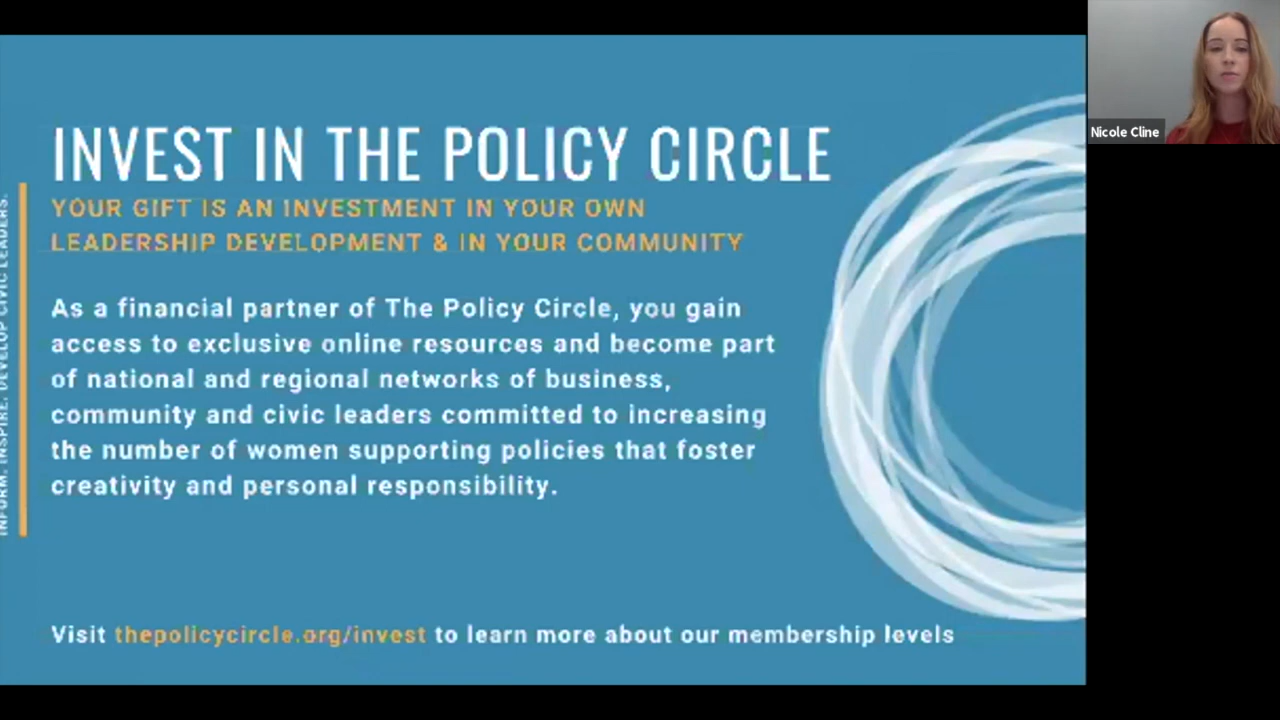 INVEST IN THE POLICY CIRCLE
YOUR GIFT IS AN INVESTMENT IN YOUR OWN
LEADERSHIP DEVELOPMENT & IN YOUR COMMUNITY
As a financial partner of The Policy Circle, you gain
access to exclusive online resources and become part
of national and regional networks of business,
community and civic leaders committed to increasing
the number of women supporting policies that foster
creativity and personal responsibility.
Visit thepolicycircle.org/invest to learn more about our membership levels
INFORM. INSPIRE. DEVELOP CIVIC LEADERS.
Nicole Cline